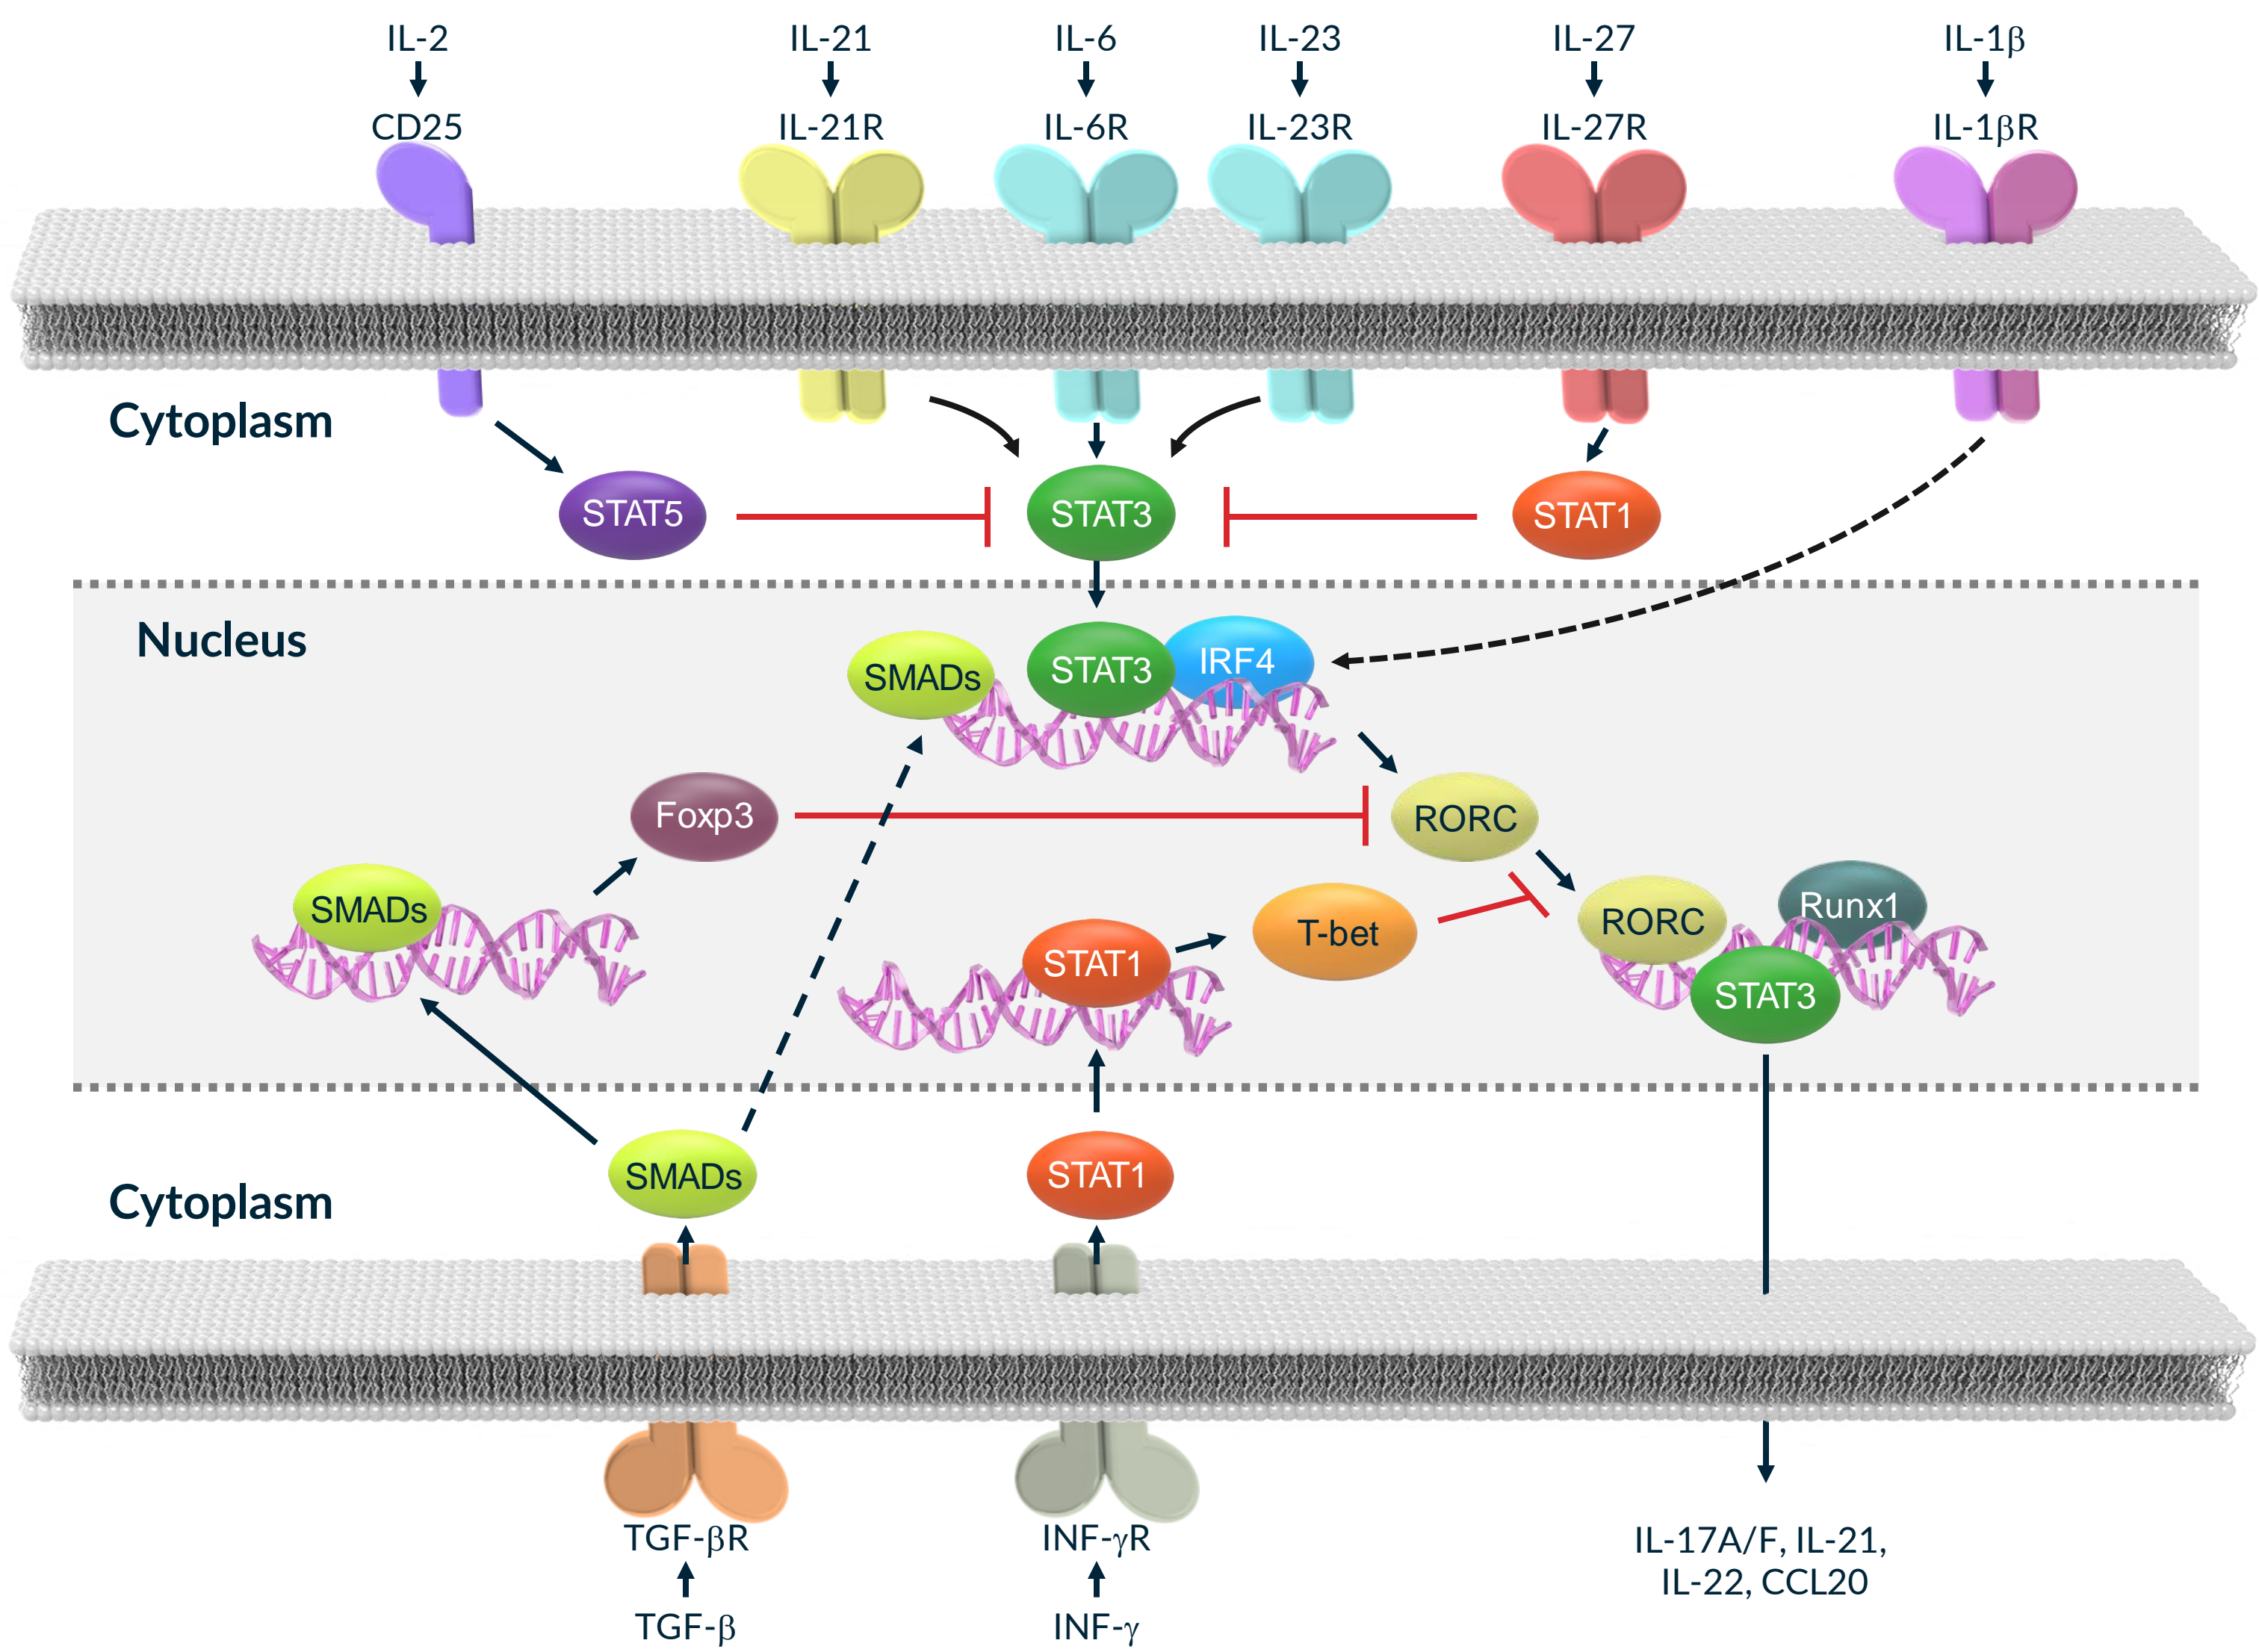 IL-2
IL-21
IL-6
IL-23
IL-27
IL-1β
CD25
IL-21R
IL-6R
IL-23R
IL-27R
IL-1βR
Cytoplasm
STAT5
STAT3
STAT1
Nucleus
SMADs
STAT3
IRF4
Foxp3
RORC
SMADs
STAT1
T-bet
RORC
Runx1
STAT3
Cytoplasm
SMADs
STAT1
TGF-βR
INF-γR
TGF-β
INF-γ
IL-17A/F, IL-21,
IL-22, CCL20